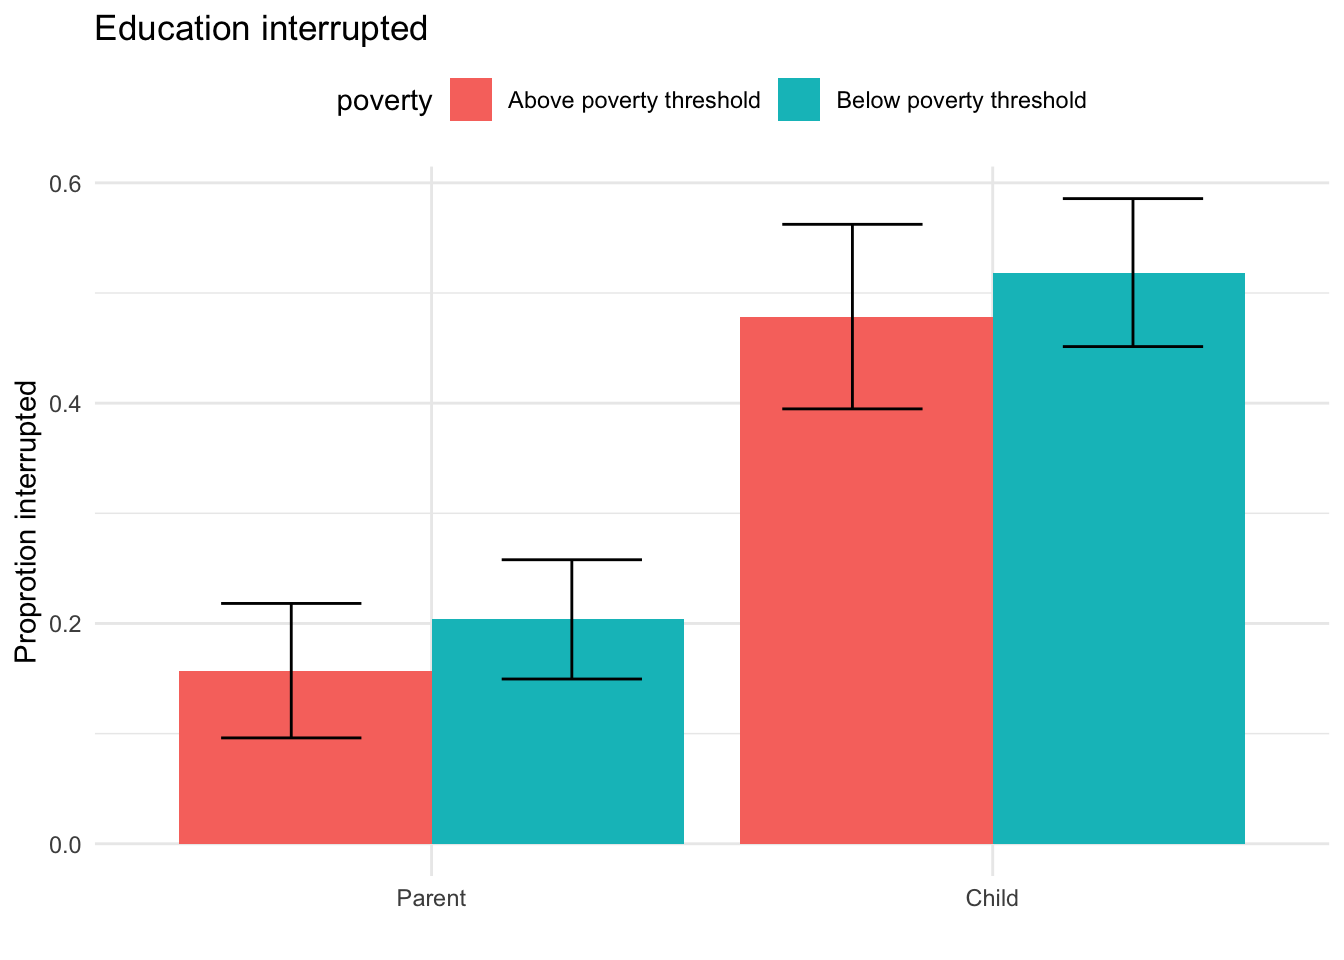 Education interrupted
poverty Above poverty threshold Below poverty threshold
Proprotion interrupted
0.6
0.4
0.2
0.0
Parent Child